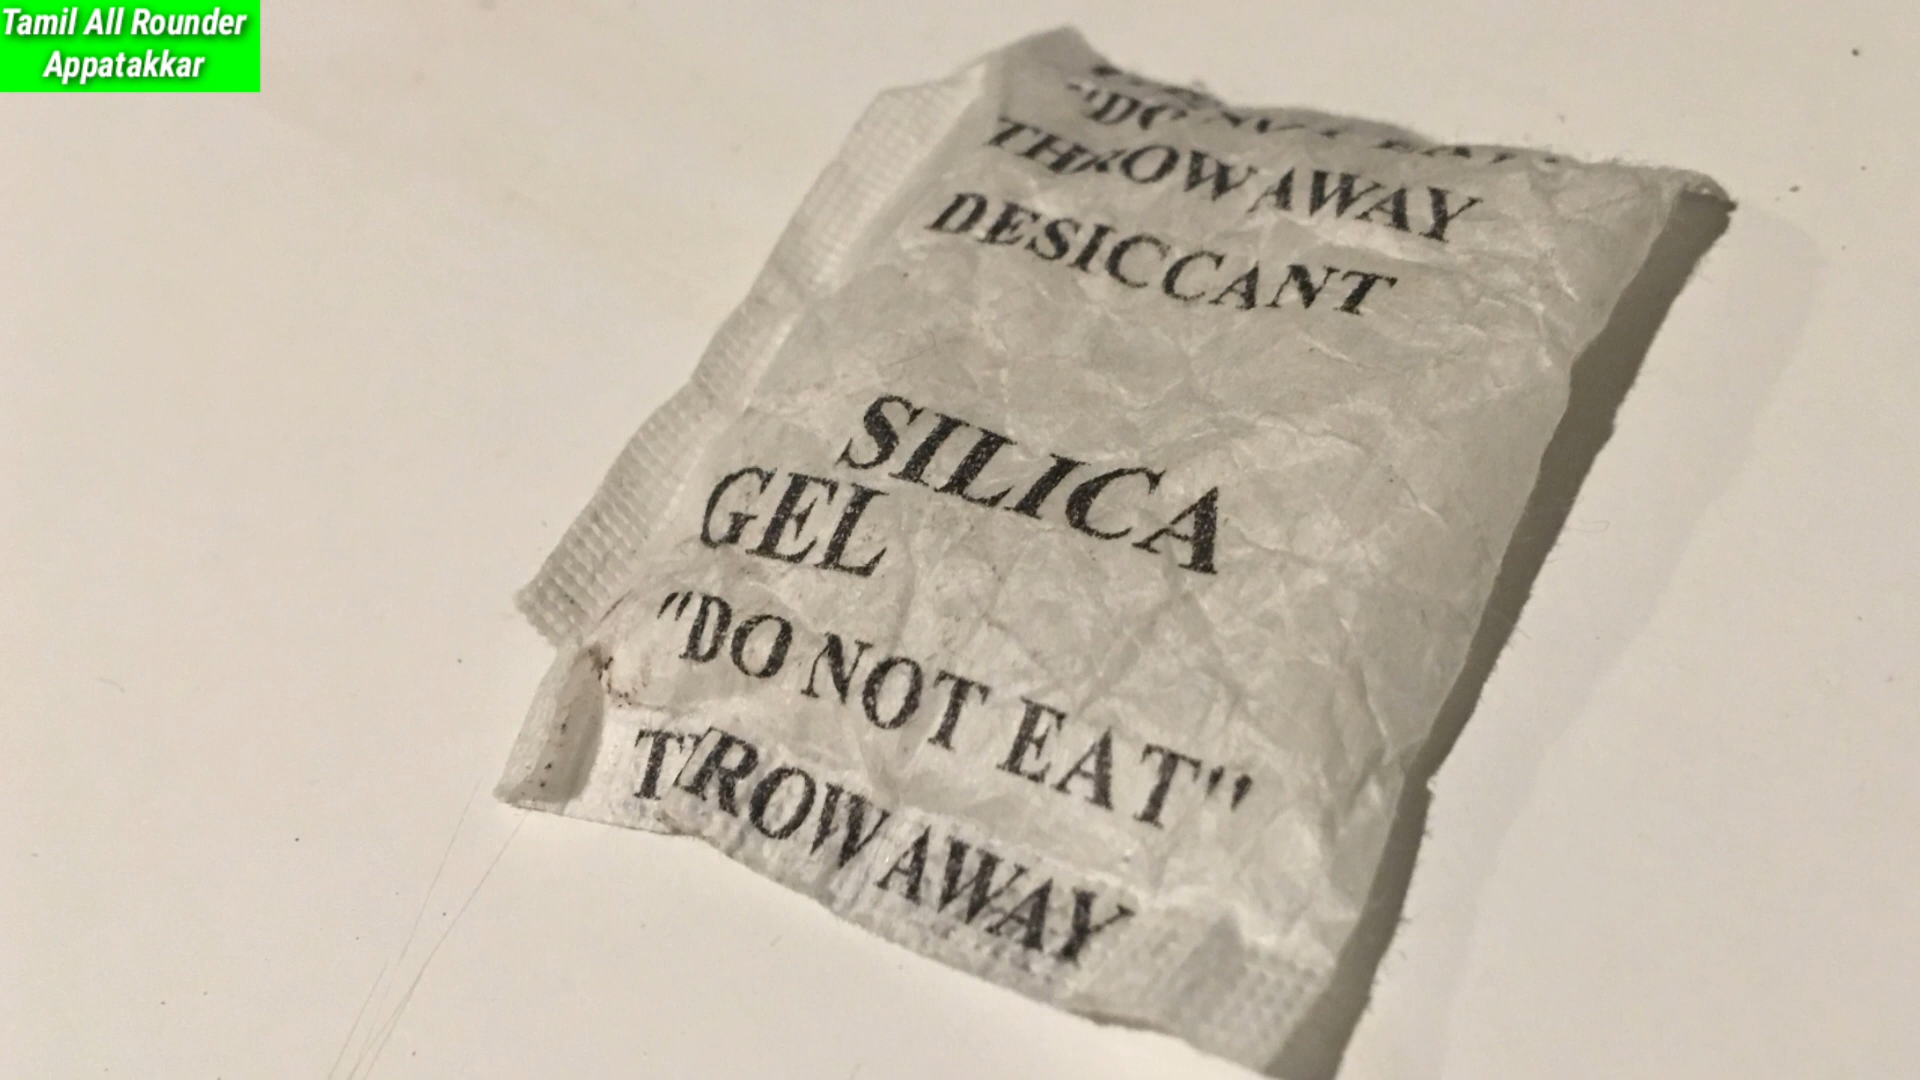 Tamil All Rounder
Appatakkar
"DO NOT EAT"
THROW AWAY
DESICCANT
SILICA
GEL
"DO NOT EAT"
TROW AWAY